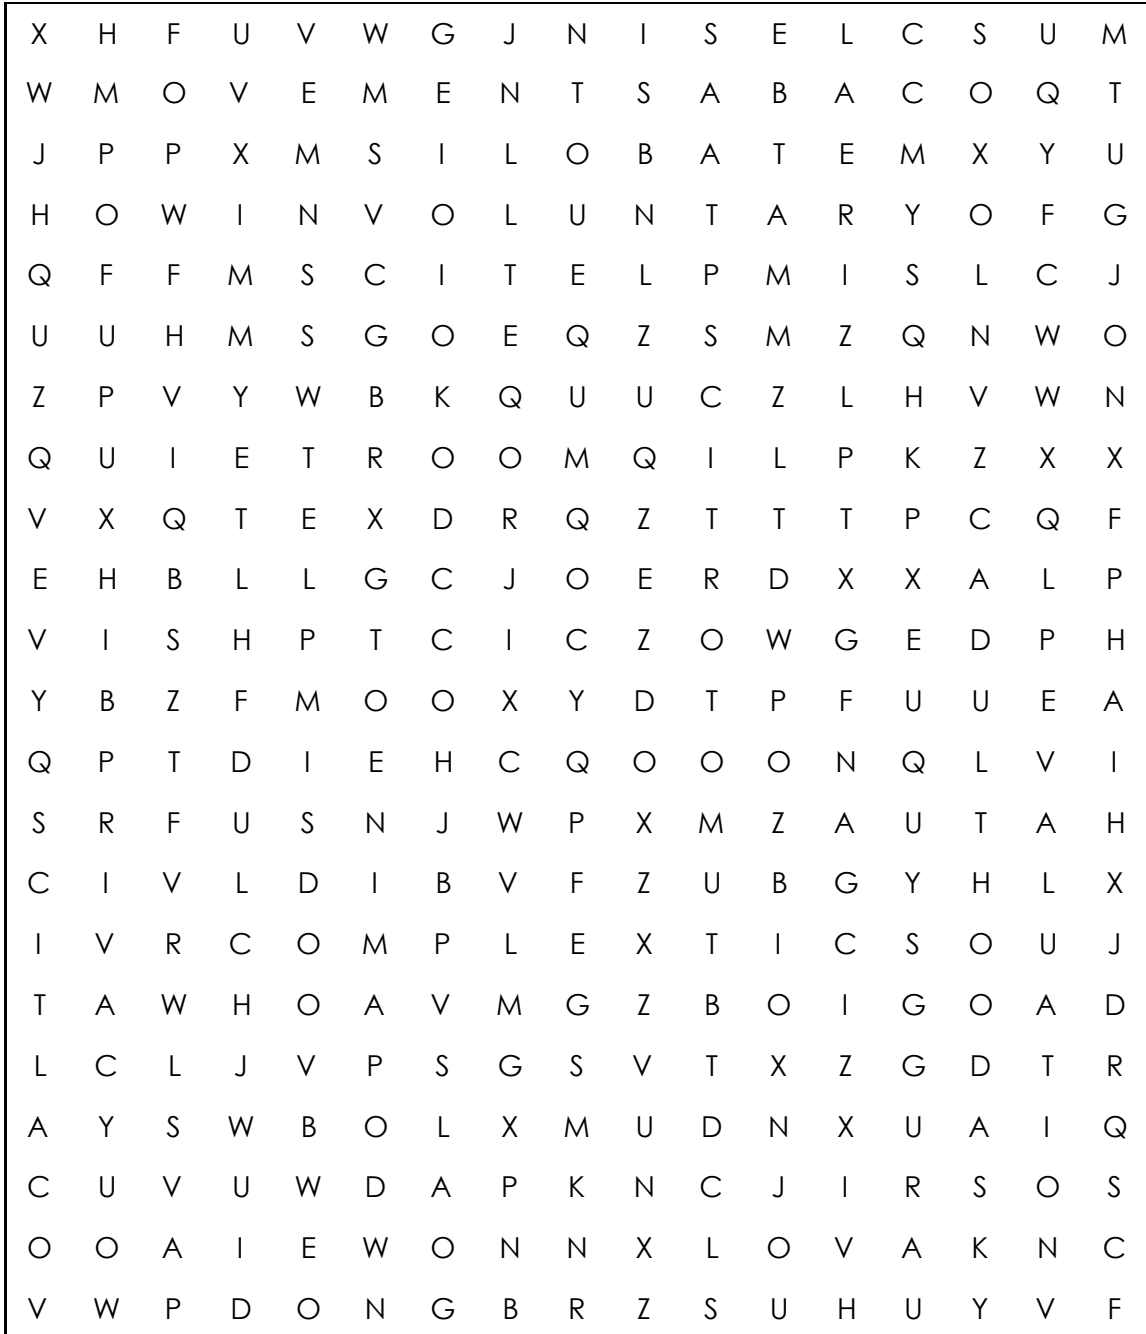 X H F U V W G J N I S E L C S U M
W M O V E M E N T S A B A C O Q T
J P P X M S I L O B A T E M X Y U
H O W I N V O L U N T A R Y O F G
Q F F M S C I T E L P M I S L C J
U U H M S G O E Q Z S M Z Q N W O
Z P V Y W B K Q U U C Z L H V W N
Q U I E T R O O M Q I L P K Z X X
V X Q T E X D R Q Z T T T P C Q F
E H B L L G C J O E R D X X A L P
V I S H P T C I C Z O W G E D P H
Y B Z F M O O X Y D T P F U U E A
Q P T D I E H C Q O O O N Q L V I
S R F U S N J W P X M Z A U T A H
C I V L D I B V F Z U B G Y H L X
I V R C O M P L E X T I C S O U J
T A W H O A V M G Z B O I G O A D
L C L J V P S G S V T X Z G D T R
A Y S W B O L X M U D N X U A I Q
C U V U W D A P K N C J I R S O S
O O A I E W O N N X L O V A K N C
V W P D O N G B R Z S U H U Y V F